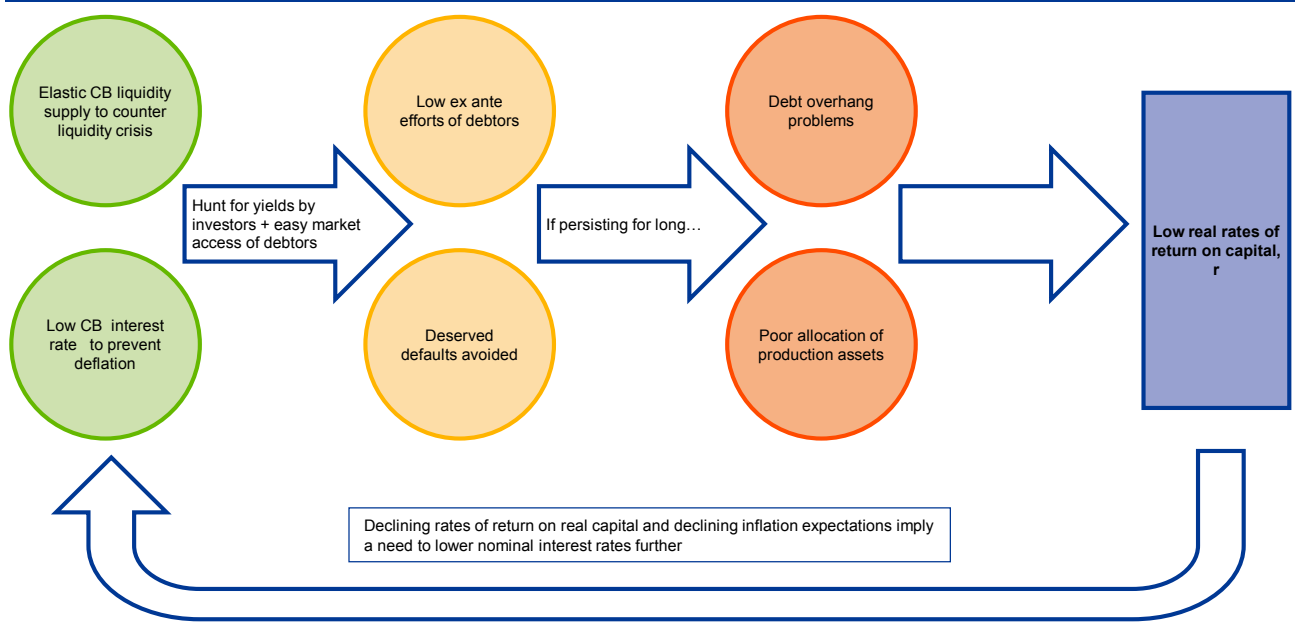 Elastic CB liquidity
supply to counter
liquidity crisis
Low CB interest
rate to prevent
deflation
Hunt for yields by
investors + easy market
access of debtors
Low ex ante
efforts of debtors
Deserved
defaults avoided
If persisting for long…
Debt overhang
problems
Poor allocation of
production assets
Low real rates of
return on capital,
r
Declining rates of return on real capital and declining inflation expectations imply
a need to lower nominal interest rates further